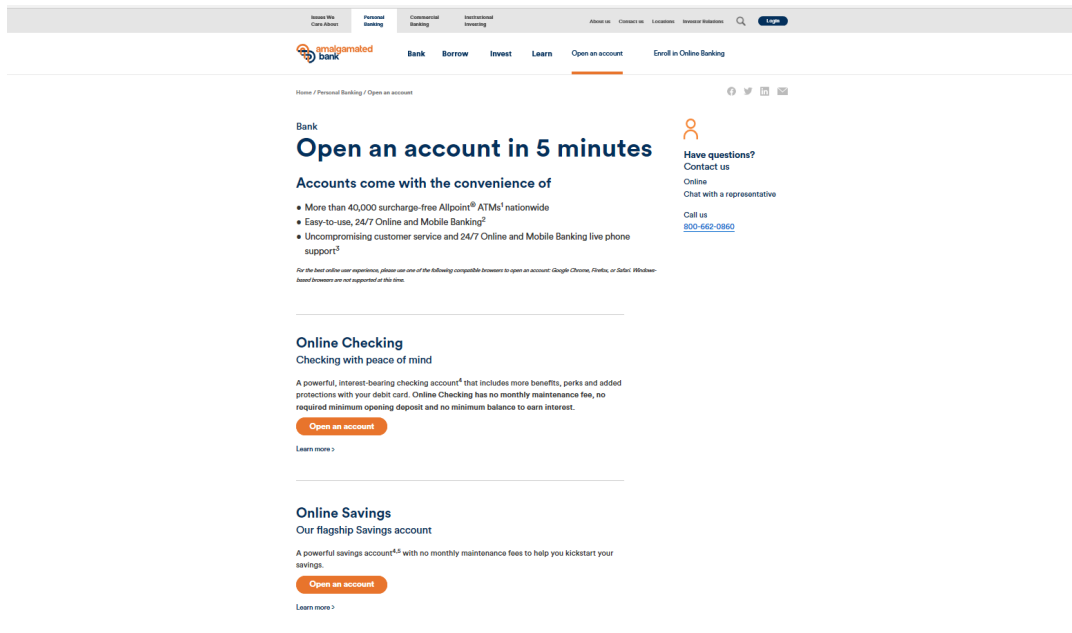 Issues We
Care About
Personal
Banking
Commercial
Banking
Institutional
Investing
About us Contact us Locations Investor Relations Login
amalgamated
bank
Bank Borrow Invest Learn Open an account Enroll in Online Banking
Home / Personal Banking / Open an account
Bank
Open an account in 5 minutes
Accounts come with the convenience of
• More than 40,000 surcharge-free Allpoint® ATMs¹ nationwide
• Easy-to-use, 24/7 Online and Mobile Banking²
• Uncompromising customer service and 24/7 Online and Mobile Banking live phone
support³
For the best online user experience, please use one of the following compatible browsers to open an account: Google Chrome, Firefox, or Safari. Windows-
based browsers are not supported at this time.
Have questions?
Contact us
Online
Chat with a representative
Call us
800-662-0860
Online Checking
Checking with peace of mind
A powerful, interest-bearing checking account⁴ that includes more benefits, perks and added
protections with your debit card. Online Checking has no monthly maintenance fee, no
required minimum opening deposit and no minimum balance to earn interest.
Open an account
Learn more >
Online Savings
Our flagship Savings account
A powerful savings account⁴,⁵ with no monthly maintenance fees to help you kickstart your
savings.
Open an account
Learn more >